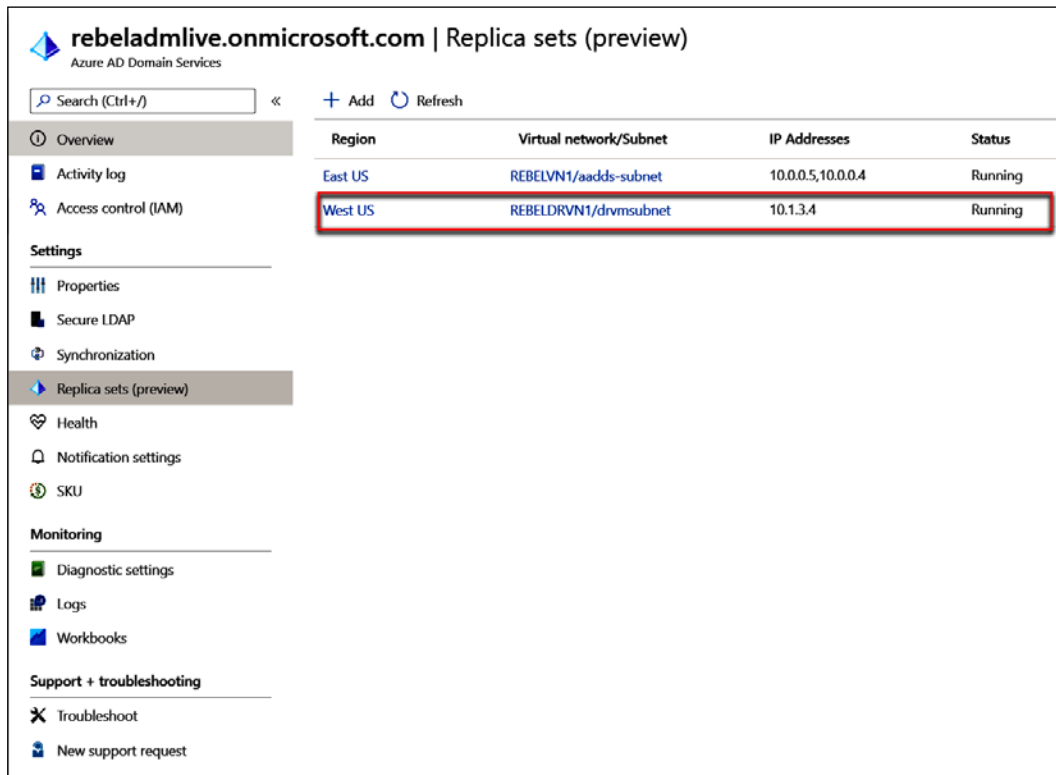 rebeladmlive.onmicrosoft.com | Replica sets (preview)
Azure AD Domain Services
Search (Ctrl+/)
«
Overview
Activity log
Access control (IAM)
Settings
Properties
Secure LDAP
Synchronization
Replica sets (preview)
Health
Notification settings
SKU
Monitoring
Diagnostic settings
Logs
Workbooks
Support + troubleshooting
Troubleshoot
New support request
+ Add Refresh
Region Virtual network/Subnet IP Addresses Status
East US REBELVN1/aadds-subnet 10.0.0.5,10.0.0.4 Running
West US REBELDRVN1/drvmsubnet 10.1.3.4 Running